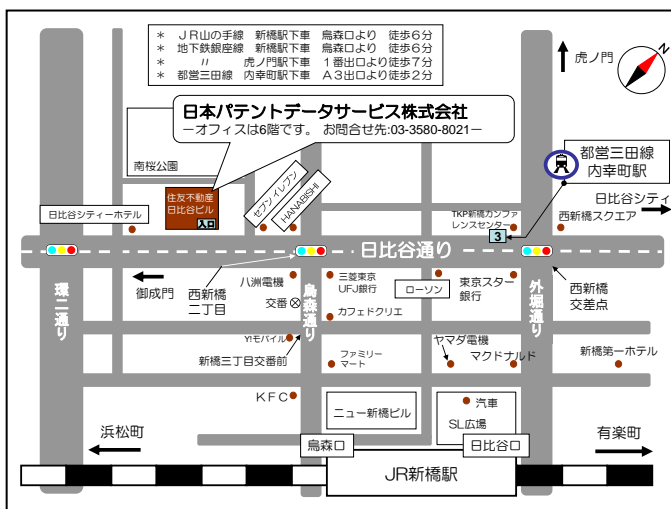 * JR山の手線 新橋駅下車 烏森口より 徒歩6分
* 地下鉄銀座線 新橋駅下車 烏森口より 徒歩6分
* 〃 虎ノ門駅下車 1番出口より徒歩7分
* 都営三田線 内幸町駅下車 A3出口より徒歩2分
虎ノ門
N
日本パテントデータサービス株式会社
－オフィスは6階です。 お問合せ先:03-3580-8021－
都営三田線
内幸町駅
南桜公園
住友不動産
日比谷ビル
入口
セブンイレブン
HANABISHI
日比谷シティーホテル
TKP新橋カンファ
レンスセンター
3
日比谷シティ
西新橋スクエア
日比谷通り
御成門
西新橋
二丁目
八洲電機
交番
三菱東京
UFJ銀行
カフェドクリエ
ローソン
東京スター
銀行
西新橋
交差点
環二通り
烏森通り
外堀通り
Y!モバイル
新橋三丁目交番前
ファミリー
マート
ヤマダ電機
マクドナルド
新橋第一ホテル
KFC
ニュー新橋ビル
汽車
SL広場
浜松町
烏森口
日比谷口
有楽町
JR新橋駅